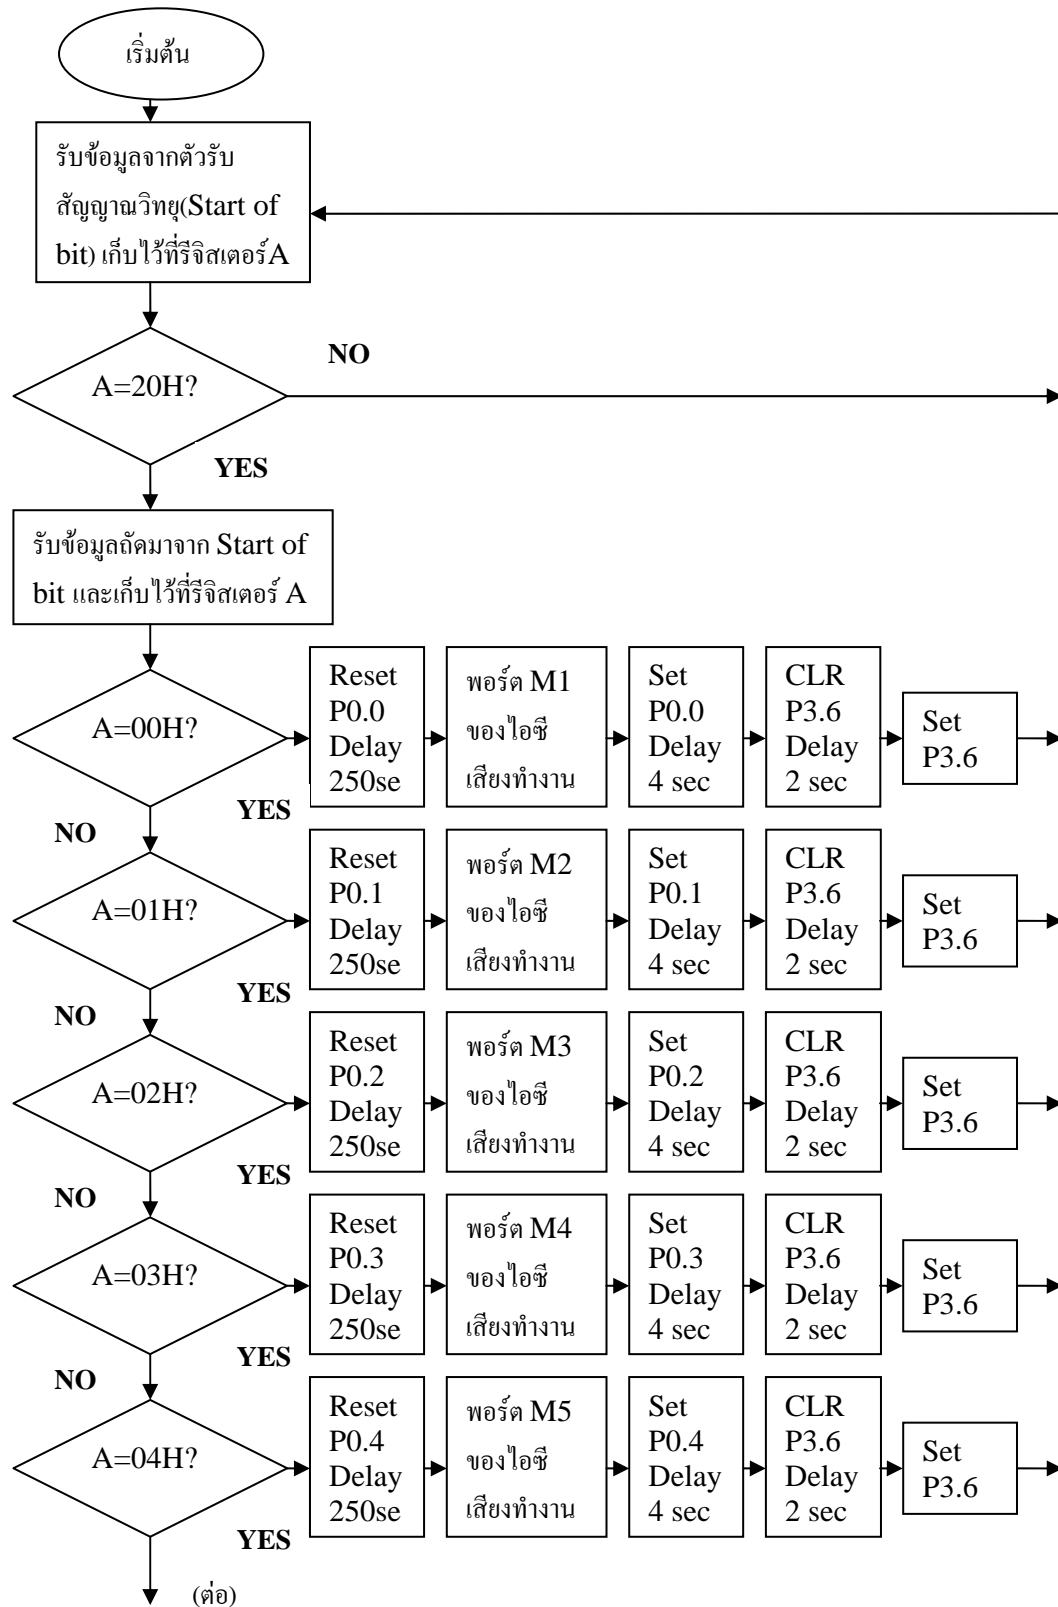 เริ่มต้น
รับข้อมูลจากตัวรับ
สัญญาณวิทยุ(Start of
bit) เก็บไว้ที่รีจิสเตอร์A
A=20H?
NO
YES
รับข้อมูลถัดมาจาก Start of
bit และเก็บไว้ที่รีจิสเตอร์ A
A=00H?
YES
NO
Reset
P0.0
Delay
250se
พอร์ต M1
ของไอซี
เสียงทำงาน
Set
P0.0
Delay
4 sec
CLR
P3.6
Delay
2 sec
Set
P3.6
A=01H?
YES
NO
Reset
P0.1
Delay
250se
พอร์ต M2
ของไอซี
เสียงทำงาน
Set
P0.1
Delay
4 sec
CLR
P3.6
Delay
2 sec
Set
P3.6
A=02H?
YES
NO
Reset
P0.2
Delay
250se
พอร์ต M3
ของไอซี
เสียงทำงาน
Set
P0.2
Delay
4 sec
CLR
P3.6
Delay
2 sec
Set
P3.6
A=03H?
YES
NO
Reset
P0.3
Delay
250se
พอร์ต M4
ของไอซี
เสียงทำงาน
Set
P0.3
Delay
4 sec
CLR
P3.6
Delay
2 sec
Set
P3.6
A=04H?
YES
Reset
P0.4
Delay
250se
พอร์ต M5
ของไอซี
เสียงทำงาน
Set
P0.4
Delay
4 sec
CLR
P3.6
Delay
2 sec
Set
P3.6
(ต่อ)